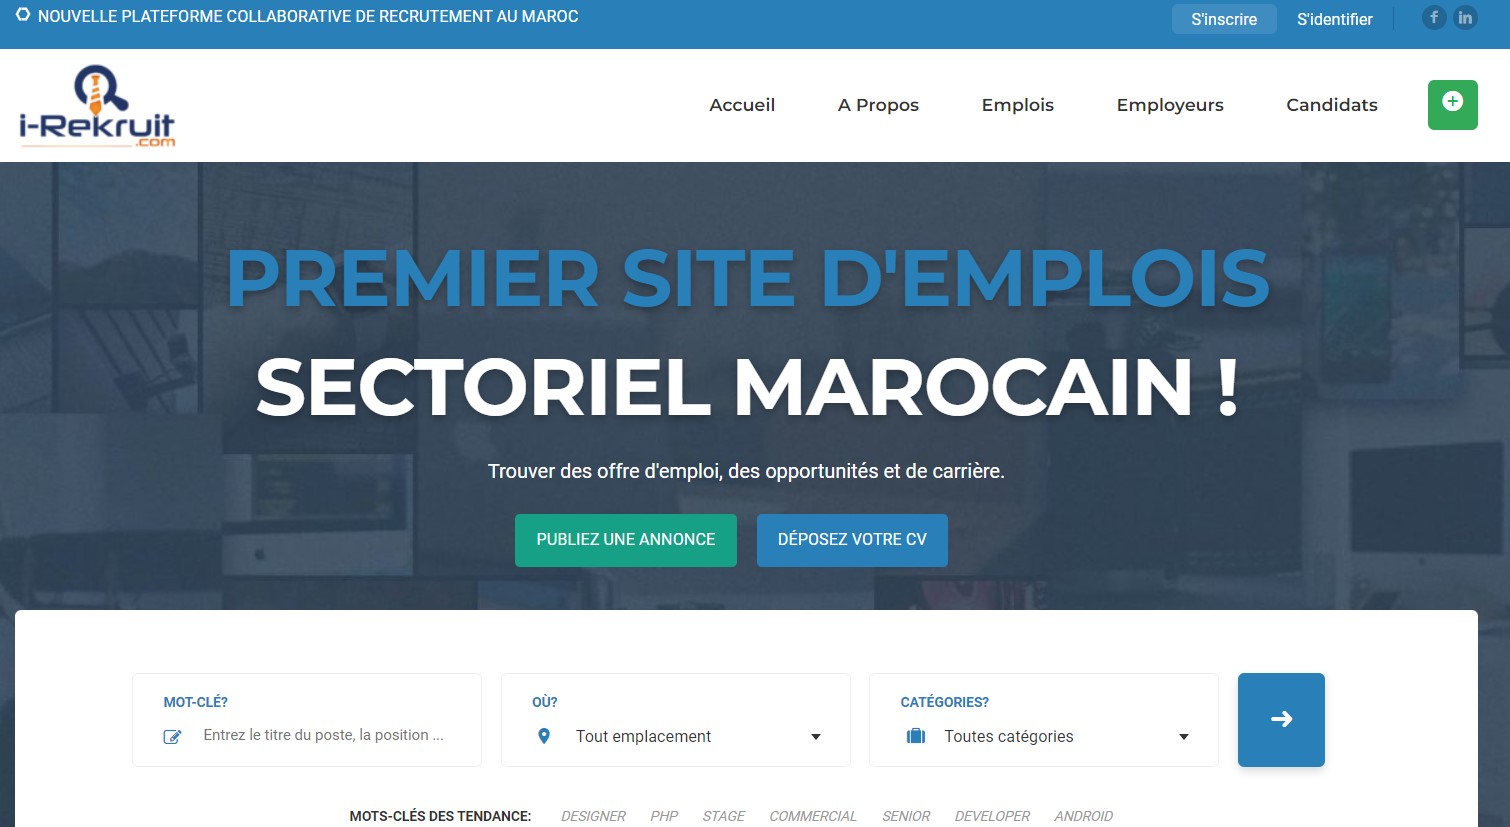 NOUVELLE PLATEFORME COLLABORATIVE DE RECRUTEMENT AU MAROC
S'inscrire
S'identifier
f in
i-Rekruit
.com
Accueil
A Propos
Emplois
Employeurs
Candidats
PREMIER SITE D'EMPLOIS
SECTORIEL MAROCAIN !
Trouver des offre d'emploi, des opportunités et de carrière.
PUBLIEZ UNE ANNONCE
DÉPOSEZ VOTRE CV
MOT-CLÉ?
Entrez le titre du poste, la position ...
OÙ?
Tout emplacement
CATÉGORIES?
Toutes catégories
MOTS-CLÉS DES TENDANCE: DESIGNER PHP STAGE COMMERCIAL SENIOR DEVELOPER ANDROID